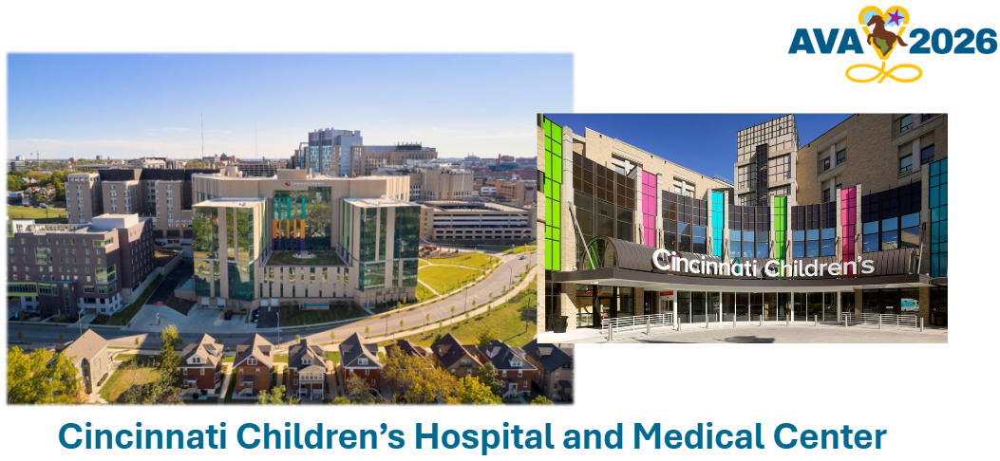 AVA 2026
Cincinnati Children's
Cincinnati Children’s Hospital and Medical Center